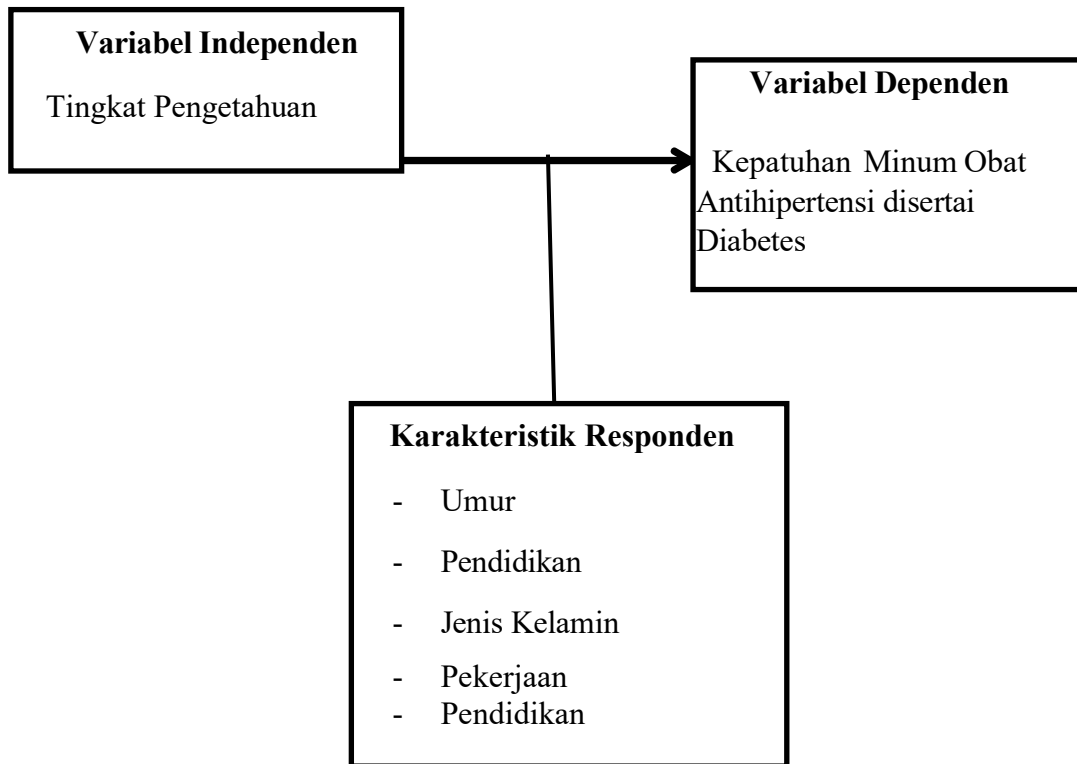 Variabel Independen
Tingkat Pengetahuan
Variabel Dependen
Kepatuhan Minum Obat
Antihipertensi disertai
Diabetes
Karakteristik Responden
- Umur
- Pendidikan
- Jenis Kelamin
- Pekerjaan
- Pendidikan